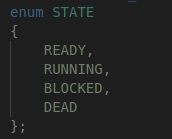 enum STATE
{
    READY,
    RUNNING,
    BLOCKED,
    DEAD
};